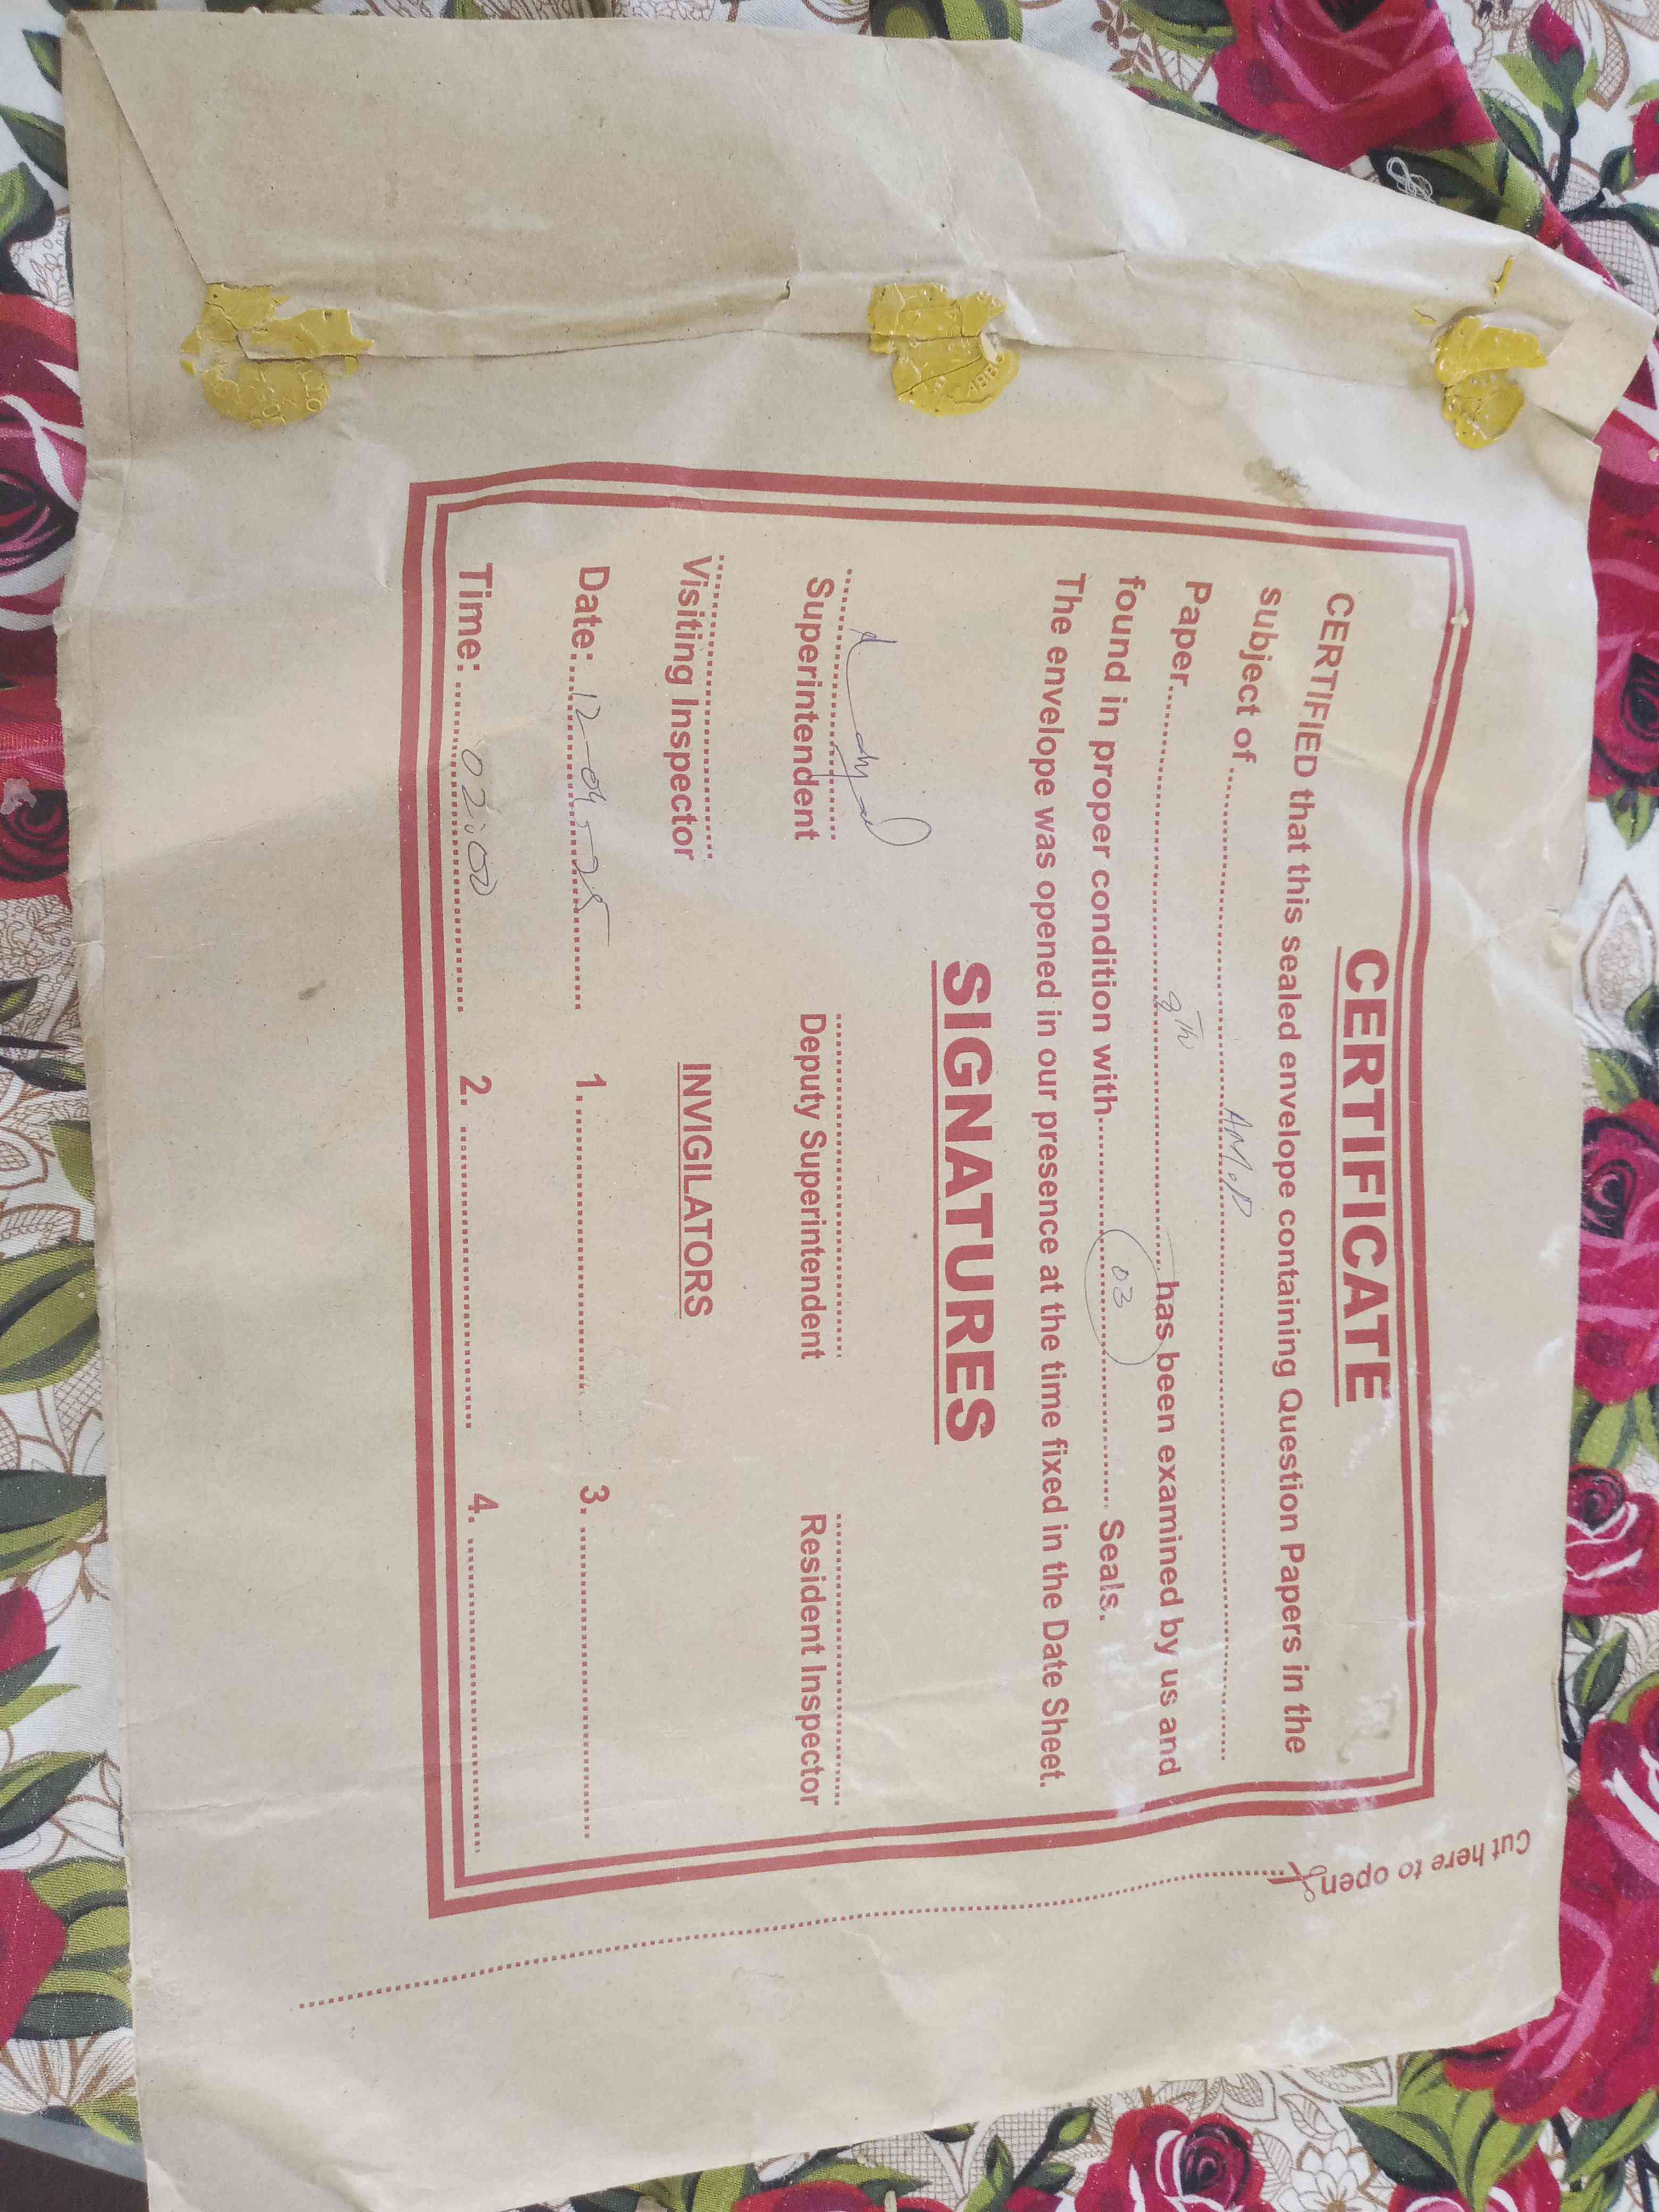 CERTIFICATE
CERTIFIED that this sealed envelope containing Question Papers in the
subject of ........ AM.P ........
Paper ........ 9Th ........ has been examined by us and
found in proper condition with ........ 03 ........ Seals.
The envelope was opened in our presence at the time fixed in the Date Sheet.
SIGNATURES
Superintendent Deputy Superintendent Resident Inspector
Visiting Inspector INVIGILATORS
Date: 12-04-25 1. ........ 3. ........
Time: 02:00 2. ........ 4. ........
Cut here to open